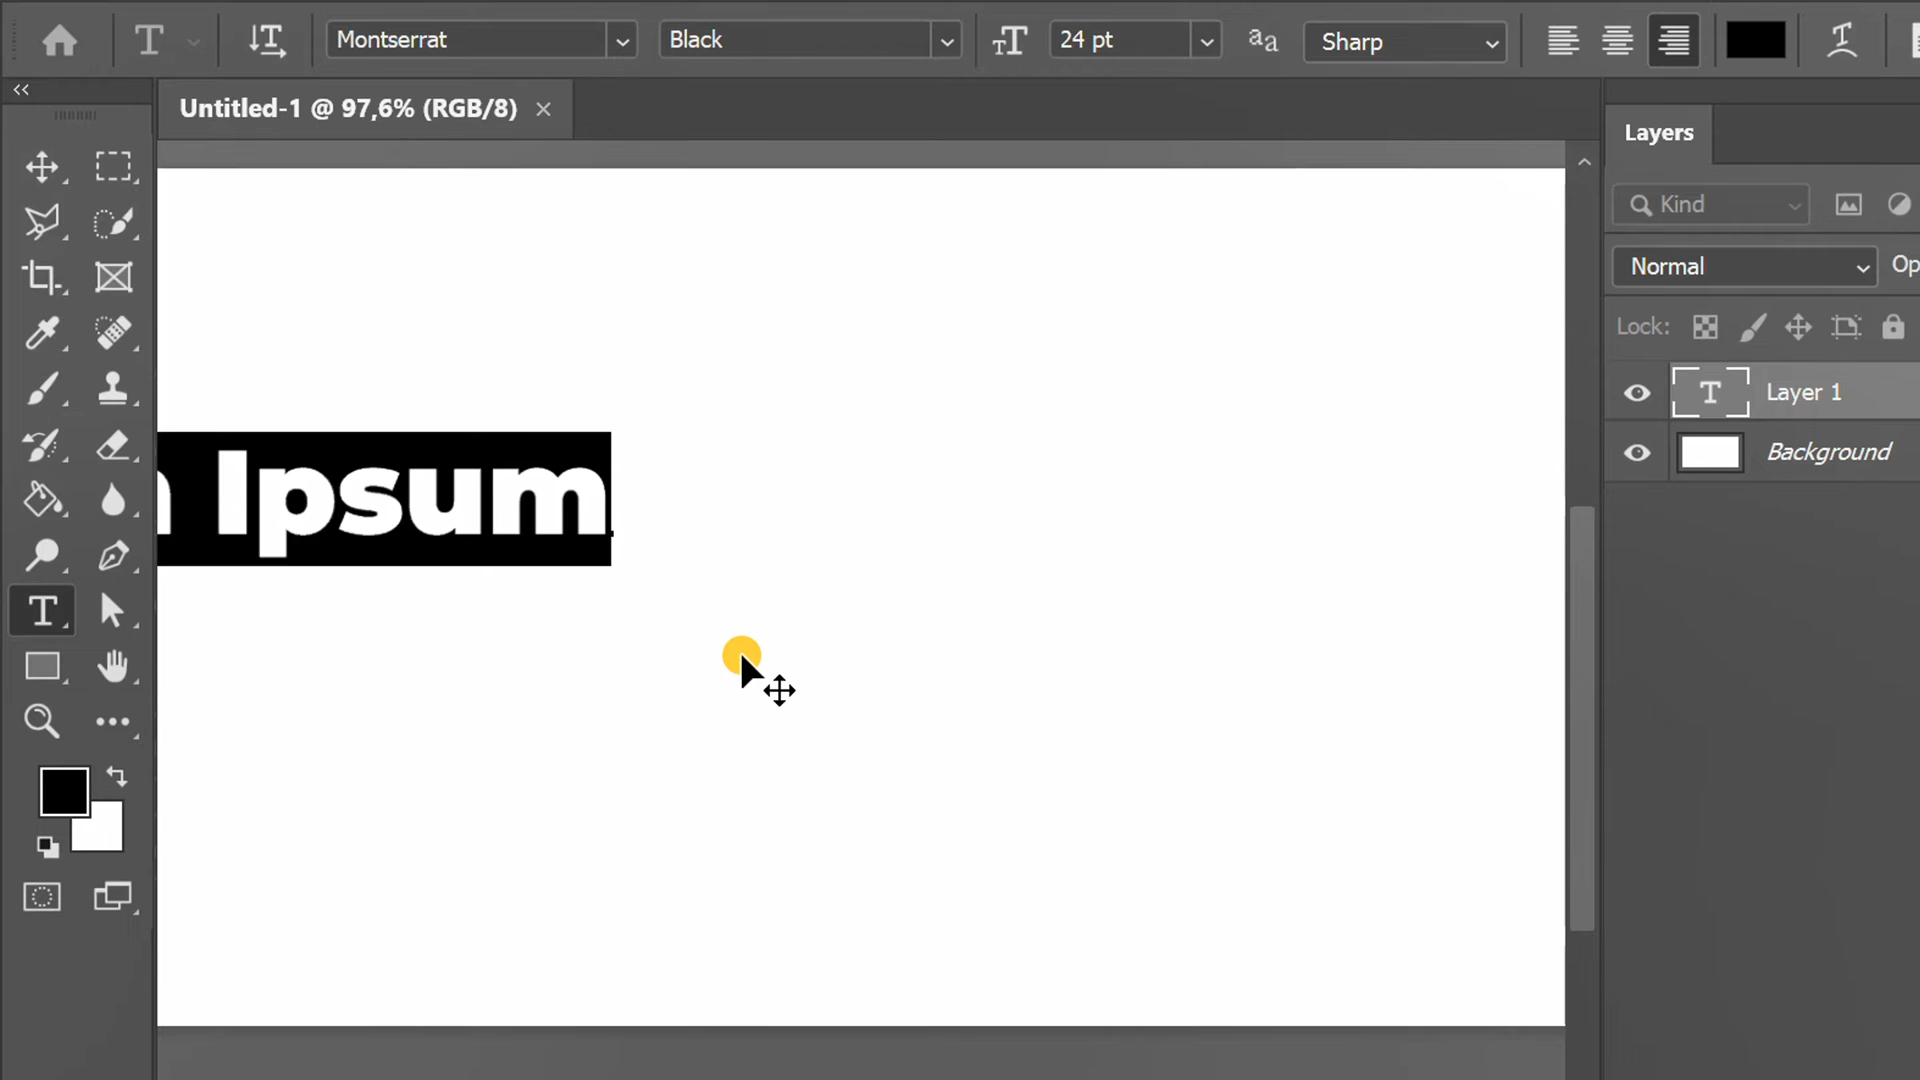 Montserrat
Black
24 pt
aa
Sharp
Untitled-1 @ 97,6% (RGB/8)
Layers
Kind
Normal
Op
Lock:
Layer 1
Background
Ipsum